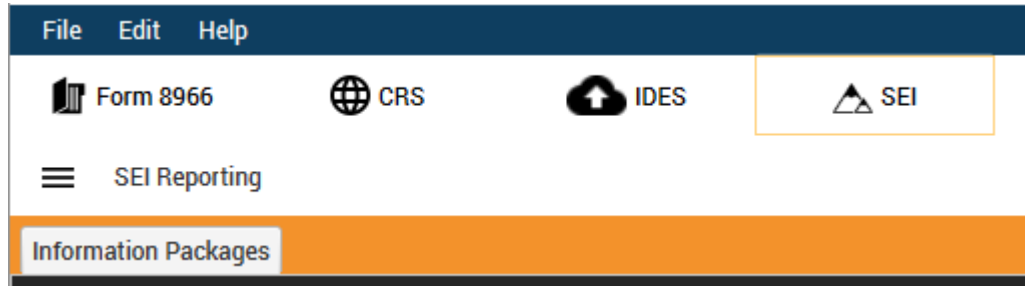 File Edit Help
Form 8966 CRS IDES SEI
SEI Reporting
Information Packages